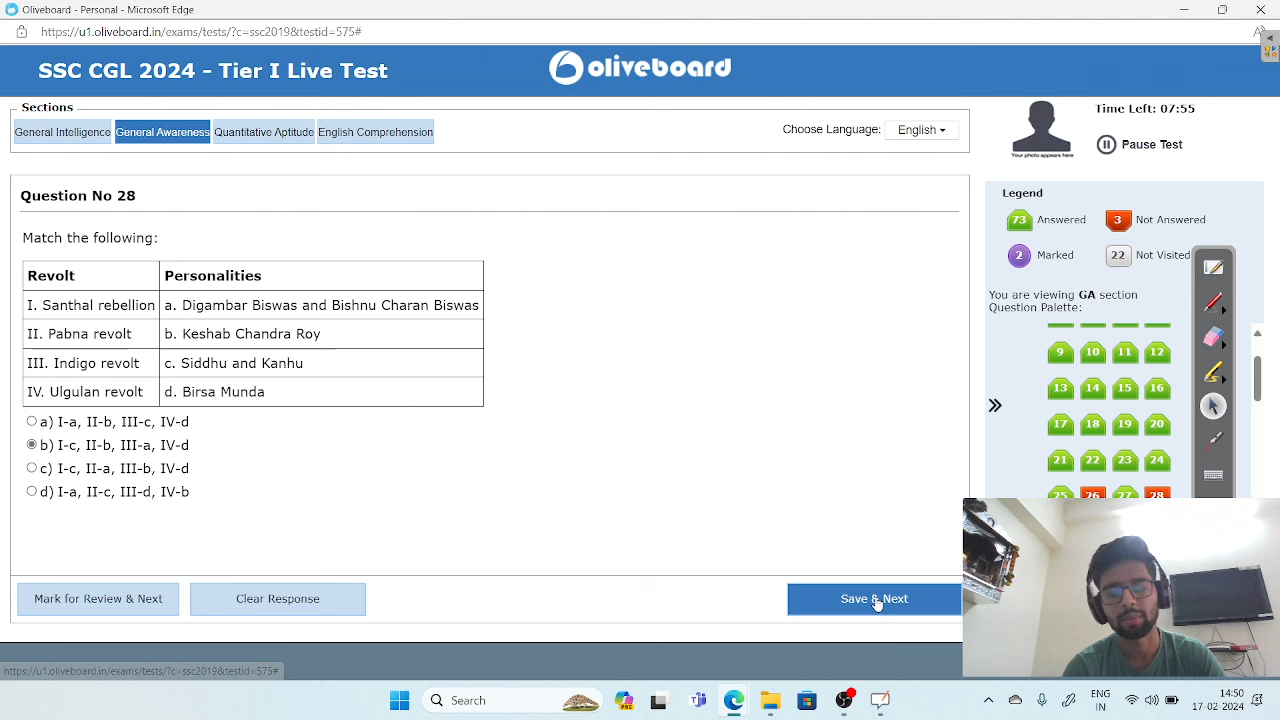 Oliveboard - Personal - Microsoft Edge
https://u1.oliveboard.in/exams/tests/?c=ssc2019&testid=575#
SSC CGL 2024 - Tier I Live Test
oliveboard
Sections
General Intelligence General Awareness Quantitative Aptitude English Comprehension
Choose Language: English
Time Left: 07:55
Your photo appears here
Pause Test
Question No 28
Match the following:
Revolt Personalities
I. Santhal rebellion a. Digambar Biswas and Bishnu Charan Biswas
II. Pabna revolt b. Keshab Chandra Roy
III. Indigo revolt c. Siddhu and Kanhu
IV. Ulgulan revolt d. Birsa Munda
a) I-a, II-b, III-c, IV-d
b) I-c, II-b, III-a, IV-d
c) I-c, II-a, III-b, IV-d
d) I-a, II-c, III-d, IV-b
Legend
73 Answered 3 Not Answered
2 Marked 22 Not Visited
You are viewing GA section
Question Palette:
9 10 11 12
13 14 15 16
17 18 19 20
21 22 23 24
25 26 27 28
Mark for Review & Next Clear Response Save & Next
https://u1.oliveboard.in/exams/tests/?c=ssc2019&testid=575#
Search
PRE
ENG
IN
14:50
17-02-2024